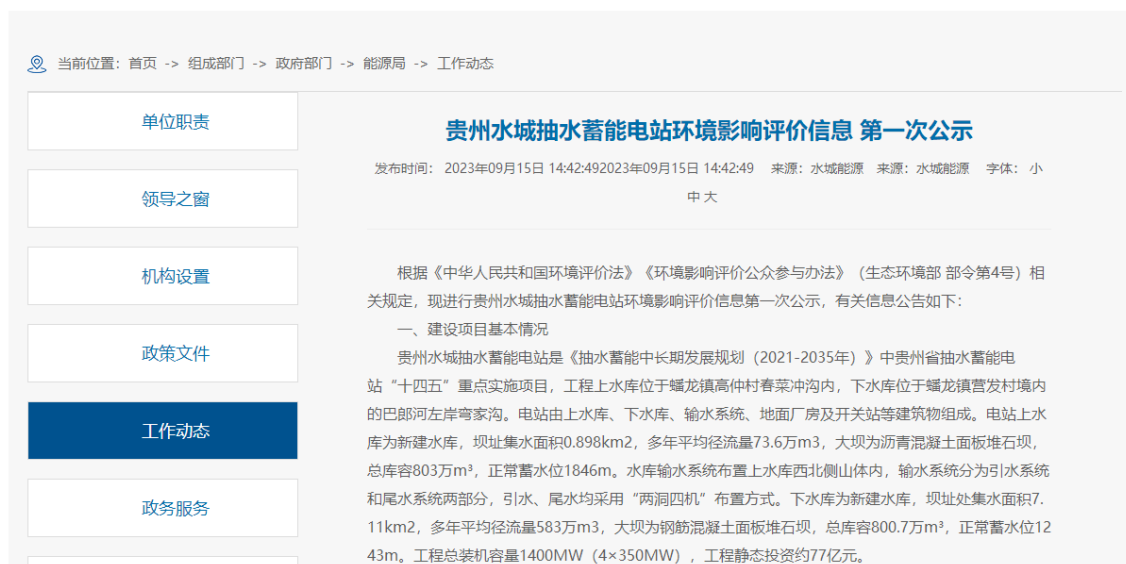 当前位置：首页 -> 组成部门 -> 政府部门 -> 能源局 -> 工作动态
单位职责
领导之窗
机构设置
政策文件
工作动态
政务服务
贵州水城抽水蓄能电站环境影响评价信息 第一次公示
发布时间： 2023年09月15日 14:42:492023年09月15日 14:42:49 来源：水城能源 来源：水城能源 字体： 小
中 大
根据《中华人民共和国环境评价法》《环境影响评价公众参与办法》（生态环境部 部令第4号）相
关规定，现进行贵州水城抽水蓄能电站环境影响评价信息第一次公示，有关信息公告如下：
一、建设项目基本情况
贵州水城抽水蓄能电站是《抽水蓄能中长期发展规划（2021-2035年）》中贵州省抽水蓄能电
站“十四五”重点实施项目，工程上水库位于蟠龙镇高仲村春菜冲沟内，下水库位于蟠龙镇营发村境内
的巴郎河左岸弯家沟。电站由上水库、下水库、输水系统、地面厂房及开关站等建筑物组成。电站上水
库为新建水库，坝址集水面积0.898km2，多年平均径流量73.6万m3，大坝为沥青混凝土面板堆石坝，
总库容803万m³，正常蓄水位1846m。水库输水系统布置上水库西北侧山体内，输水系统分为引水系统
和尾水系统两部分，引水、尾水均采用“两洞四机”布置方式。下水库为新建水库，坝址处集水面积7.
11km2，多年平均径流量583万m3，大坝为钢筋混凝土面板堆石坝，总库容800.7万m³，正常蓄水位12
43m。工程总装机容量1400MW（4×350MW），工程静态投资约77亿元。